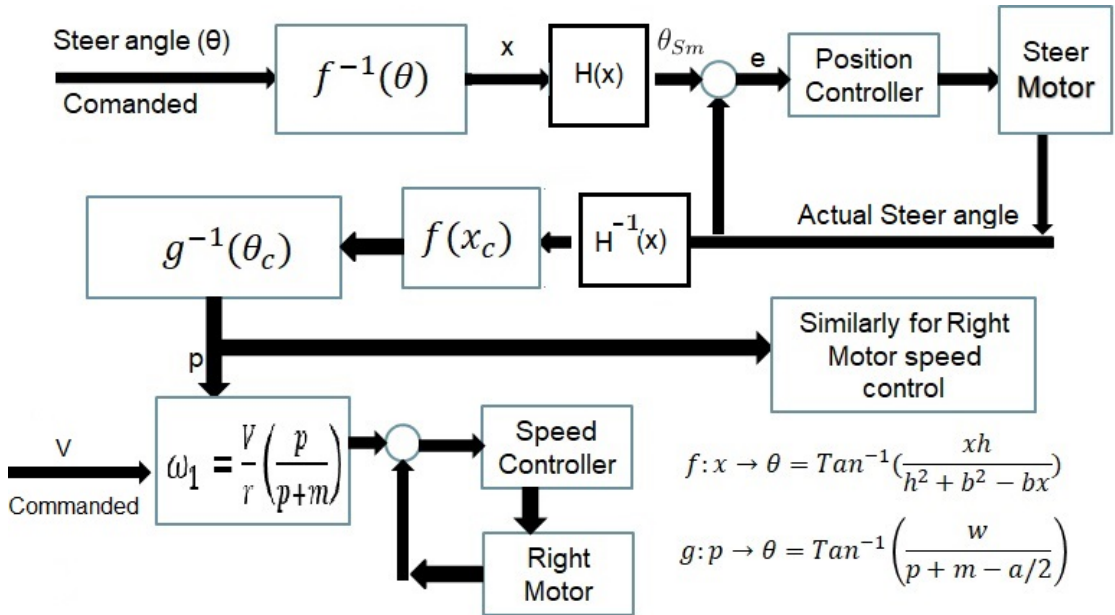 Steer angle (θ)
Comanded
f⁻¹(θ)
x
H(x)
θ_Sm
e
Position
Controller
Steer
Motor
Actual Steer angle
H⁻¹(x)
f(x_c)
g⁻¹(θ_c)
p
Similarly for Right
Motor speed
control
V
Commanded
ω₁ = V/r (p/(p+m))
Speed
Controller
Right
Motor
f: x → θ = Tan⁻¹(xh/(h² + b² − bx))
g: p → θ = Tan⁻¹(w/(p + m − a/2))